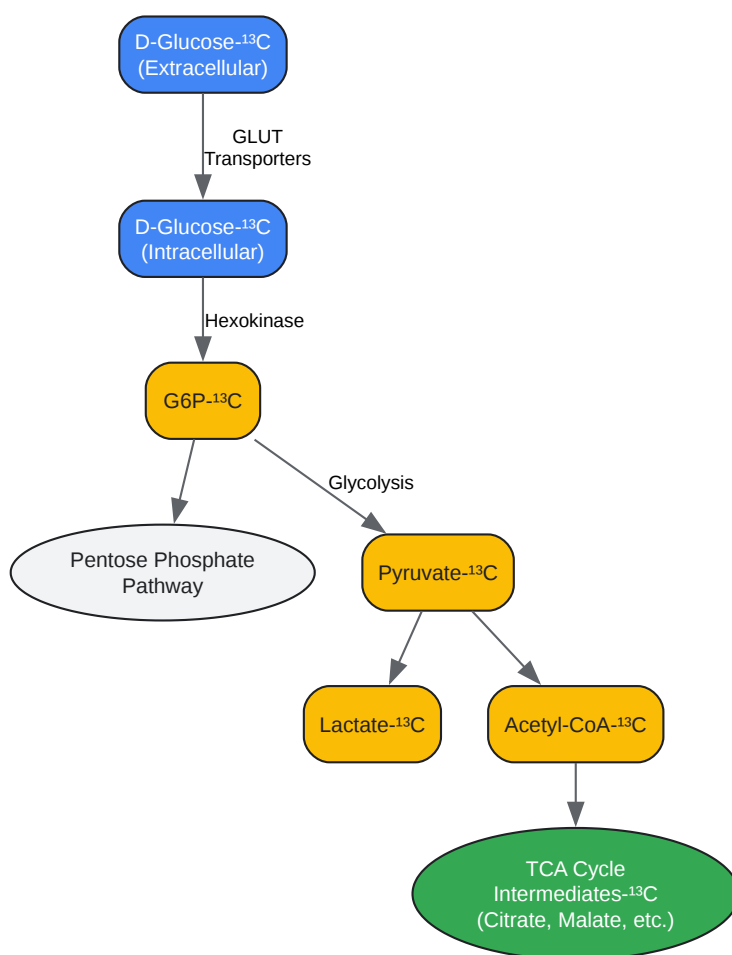 D-Glucose-¹³C
(Extracellular)
GLUT
Transporters
D-Glucose-¹³C
(Intracellular)
Hexokinase
G6P-¹³C
Glycolysis
Pentose Phosphate
Pathway
Pyruvate-¹³C
Lactate-¹³C
Acetyl-CoA-¹³C
TCA Cycle
Intermediates-¹³C
(Citrate, Malate, etc.)